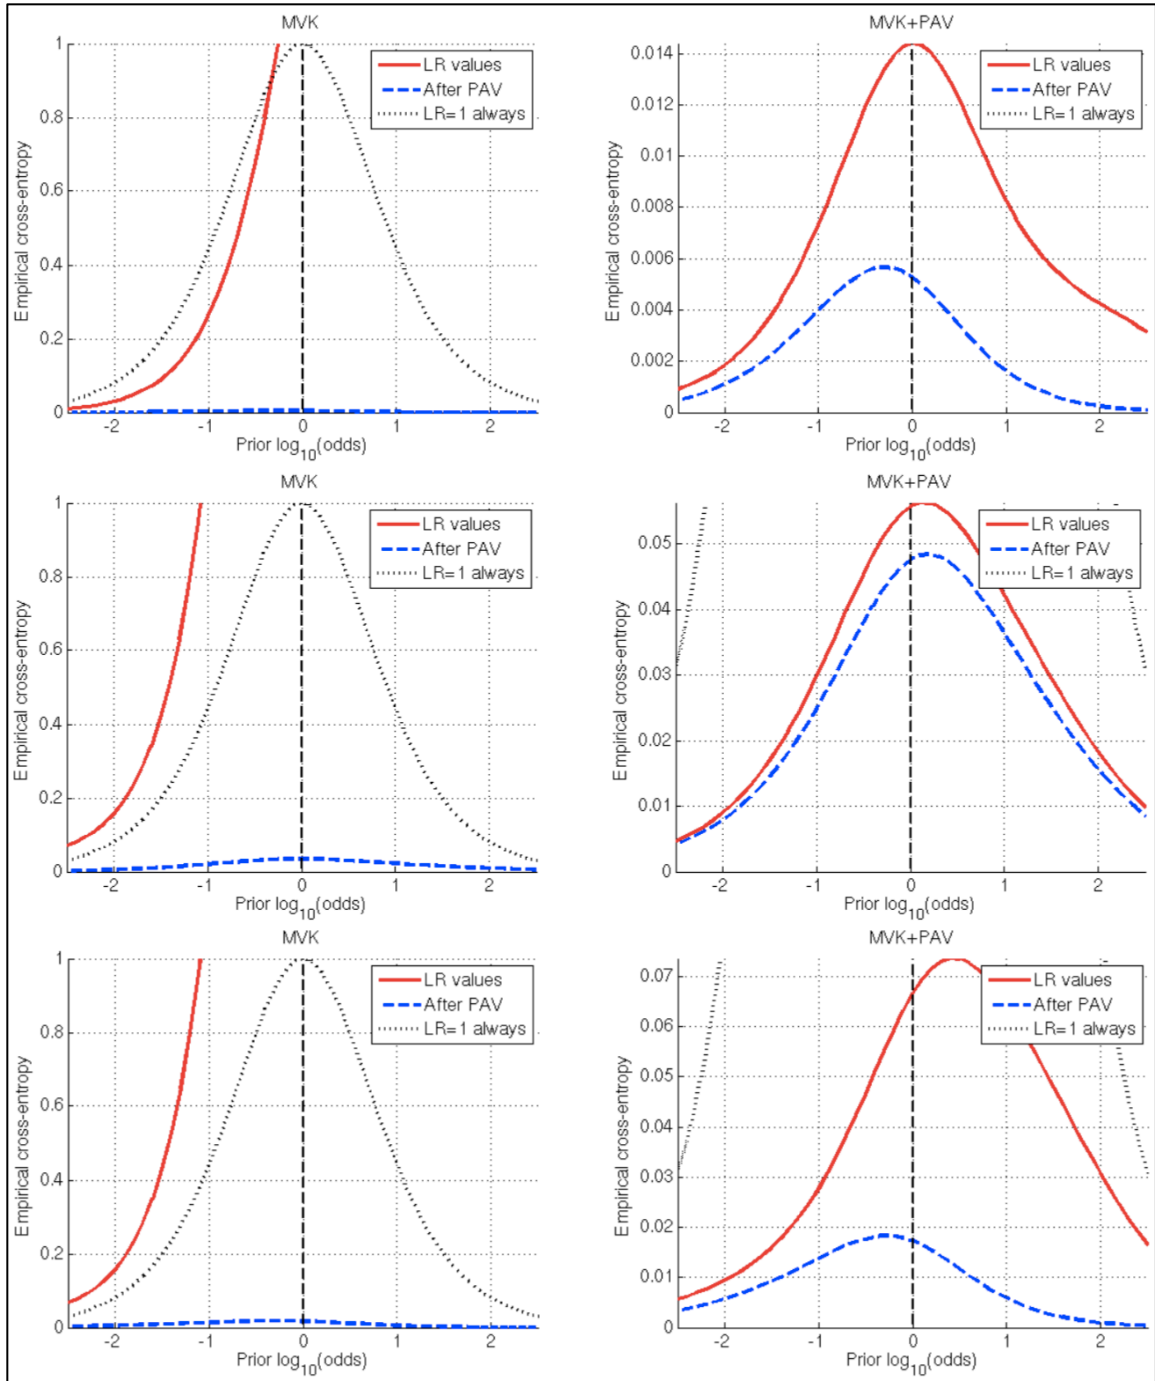 MVK
Empirical cross-entropy
1
0.8
0.6
0.4
0.2
0
LR values
After PAV
LR=1 always
-2 -1 0 1 2
Prior log10(odds)
MVK+PAV
Empirical cross-entropy
0.014
0.012
0.01
0.008
0.006
0.004
0.002
0
LR values
After PAV
LR=1 always
-2 -1 0 1 2
Prior log10(odds)
MVK
Empirical cross-entropy
1
0.8
0.6
0.4
0.2
0
LR values
After PAV
LR=1 always
-2 -1 0 1 2
Prior log10(odds)
MVK+PAV
Empirical cross-entropy
0.05
0.04
0.03
0.02
0.01
0
LR values
After PAV
LR=1 always
-2 -1 0 1 2
Prior log10(odds)
MVK
Empirical cross-entropy
1
0.8
0.6
0.4
0.2
0
LR values
After PAV
LR=1 always
-2 -1 0 1 2
Prior log10(odds)
MVK+PAV
Empirical cross-entropy
0.07
0.06
0.05
0.04
0.03
0.02
0.01
0
LR values
After PAV
LR=1 always
-2 -1 0 1 2
Prior log10(odds)